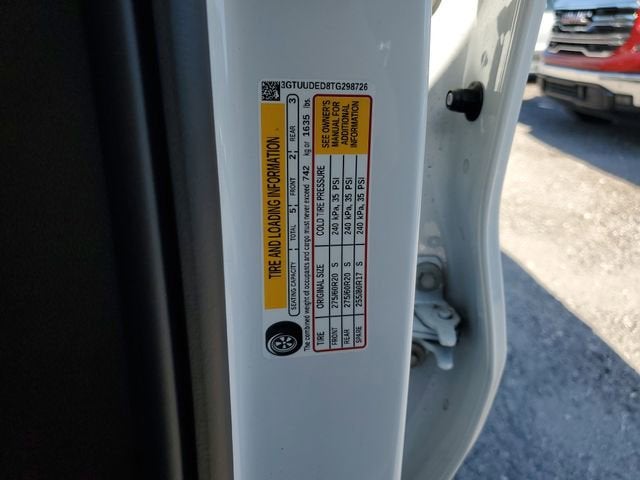 3GTUUDED8TG298726
TIRE AND LOADING INFORMATION
SEATING CAPACITY TOTAL 5 FRONT 2 REAR 3
The combined weight of occupants and cargo must never exceed 742 kg or 1635 lbs.
TIRE ORIGINAL SIZE COLD TIRE PRESSURE
FRONT 275/60R20 S 240 kPa, 35 PSI
REAR 275/60R20 S 240 kPa, 35 PSI
SPARE 255/80R17 S 240 kPa, 35 PSI
SEE OWNER'S
MANUAL FOR
ADDITIONAL
INFORMATION
GMC